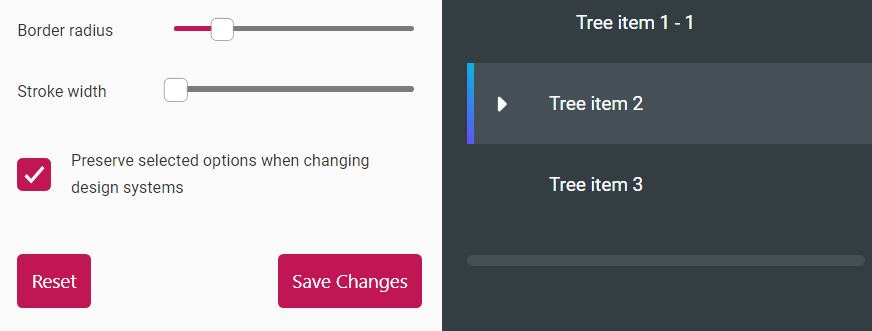 Border radius
Stroke width
Preserve selected options when changing
design systems
Reset
Save Changes
Tree item 1 - 1
Tree item 2
Tree item 3